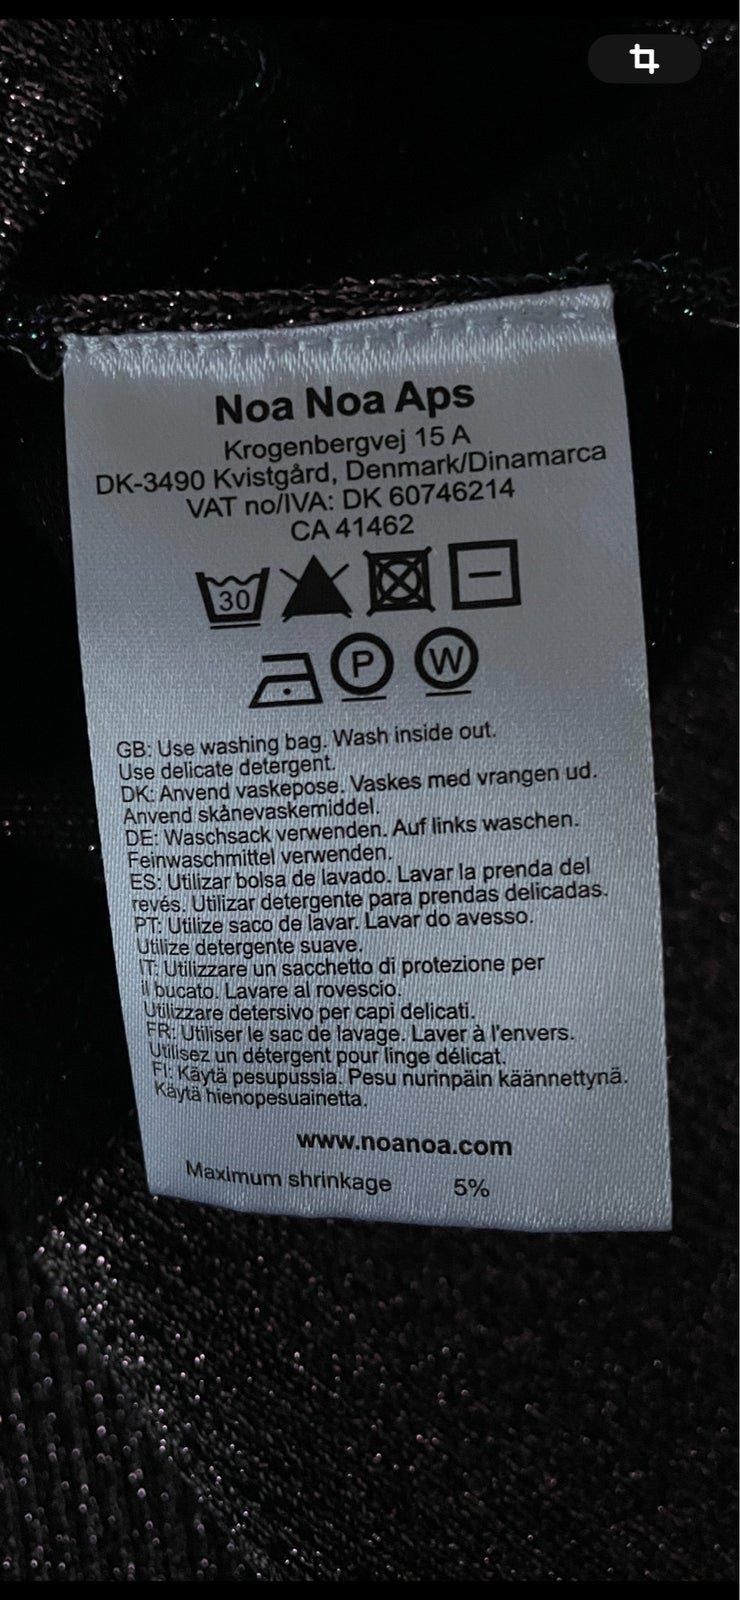 Noa Noa Aps
Krogenbergvej 15 A
DK-3490 Kvistgård, Denmark/Dinamarca
VAT no/IVA: DK 60746214
CA 41462
30
P W
GB: Use washing bag. Wash inside out.
Use delicate detergent.
DK: Anvend vaskepose. Vaskes med vrangen ud.
Anvend skånevaskemiddel.
DE: Waschsack verwenden. Auf links waschen.
Feinwaschmittel verwenden.
ES: Utilizar bolsa de lavado. Lavar la prenda del
revés. Utilizar detergente para prendas delicadas.
PT: Utilize saco de lavar. Lavar do avesso.
Utilize detergente suave.
IT: Utilizzare un sacchetto di protezione per
il bucato. Lavare al rovescio.
Utilizzare detersivo per capi delicati.
FR: Utiliser le sac de lavage. Laver à l'envers.
Utilisez un détergent pour linge délicat.
FI: Käytä pesupussia. Pesu nurinpäin käännettynä.
Käytä hienopesuainetta.
www.noanoa.com
Maximum shrinkage 5%